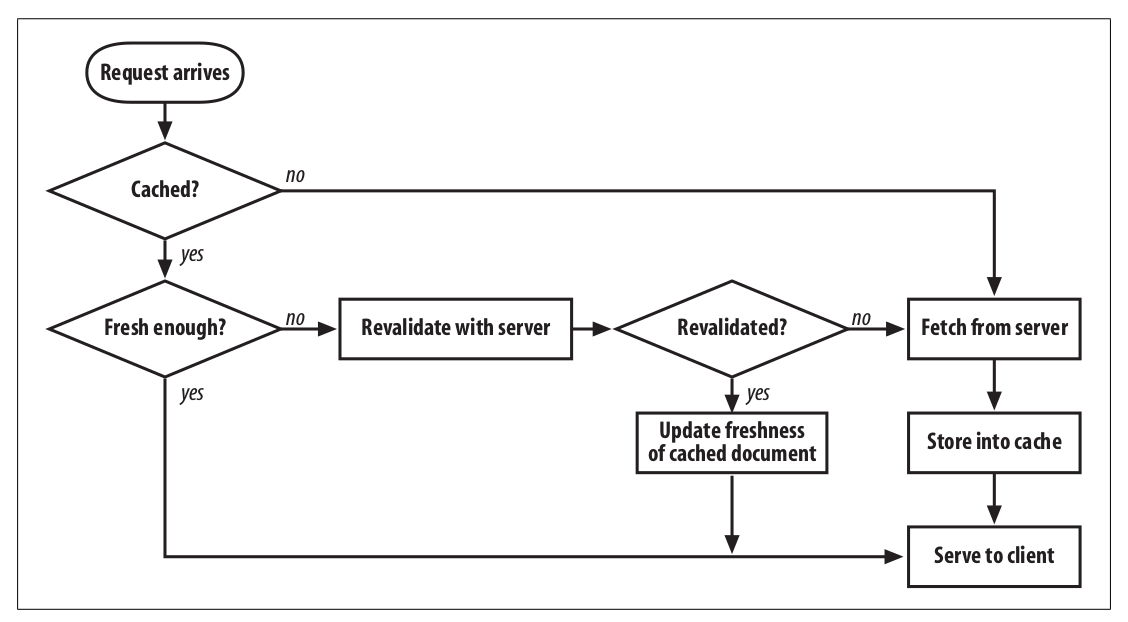 Request arrives
Cached?
no
yes
Fresh enough?
no
Revalidate with server
Revalidated?
no
Fetch from server
yes
yes
Update freshness
of cached document
Store into cache
Serve to client